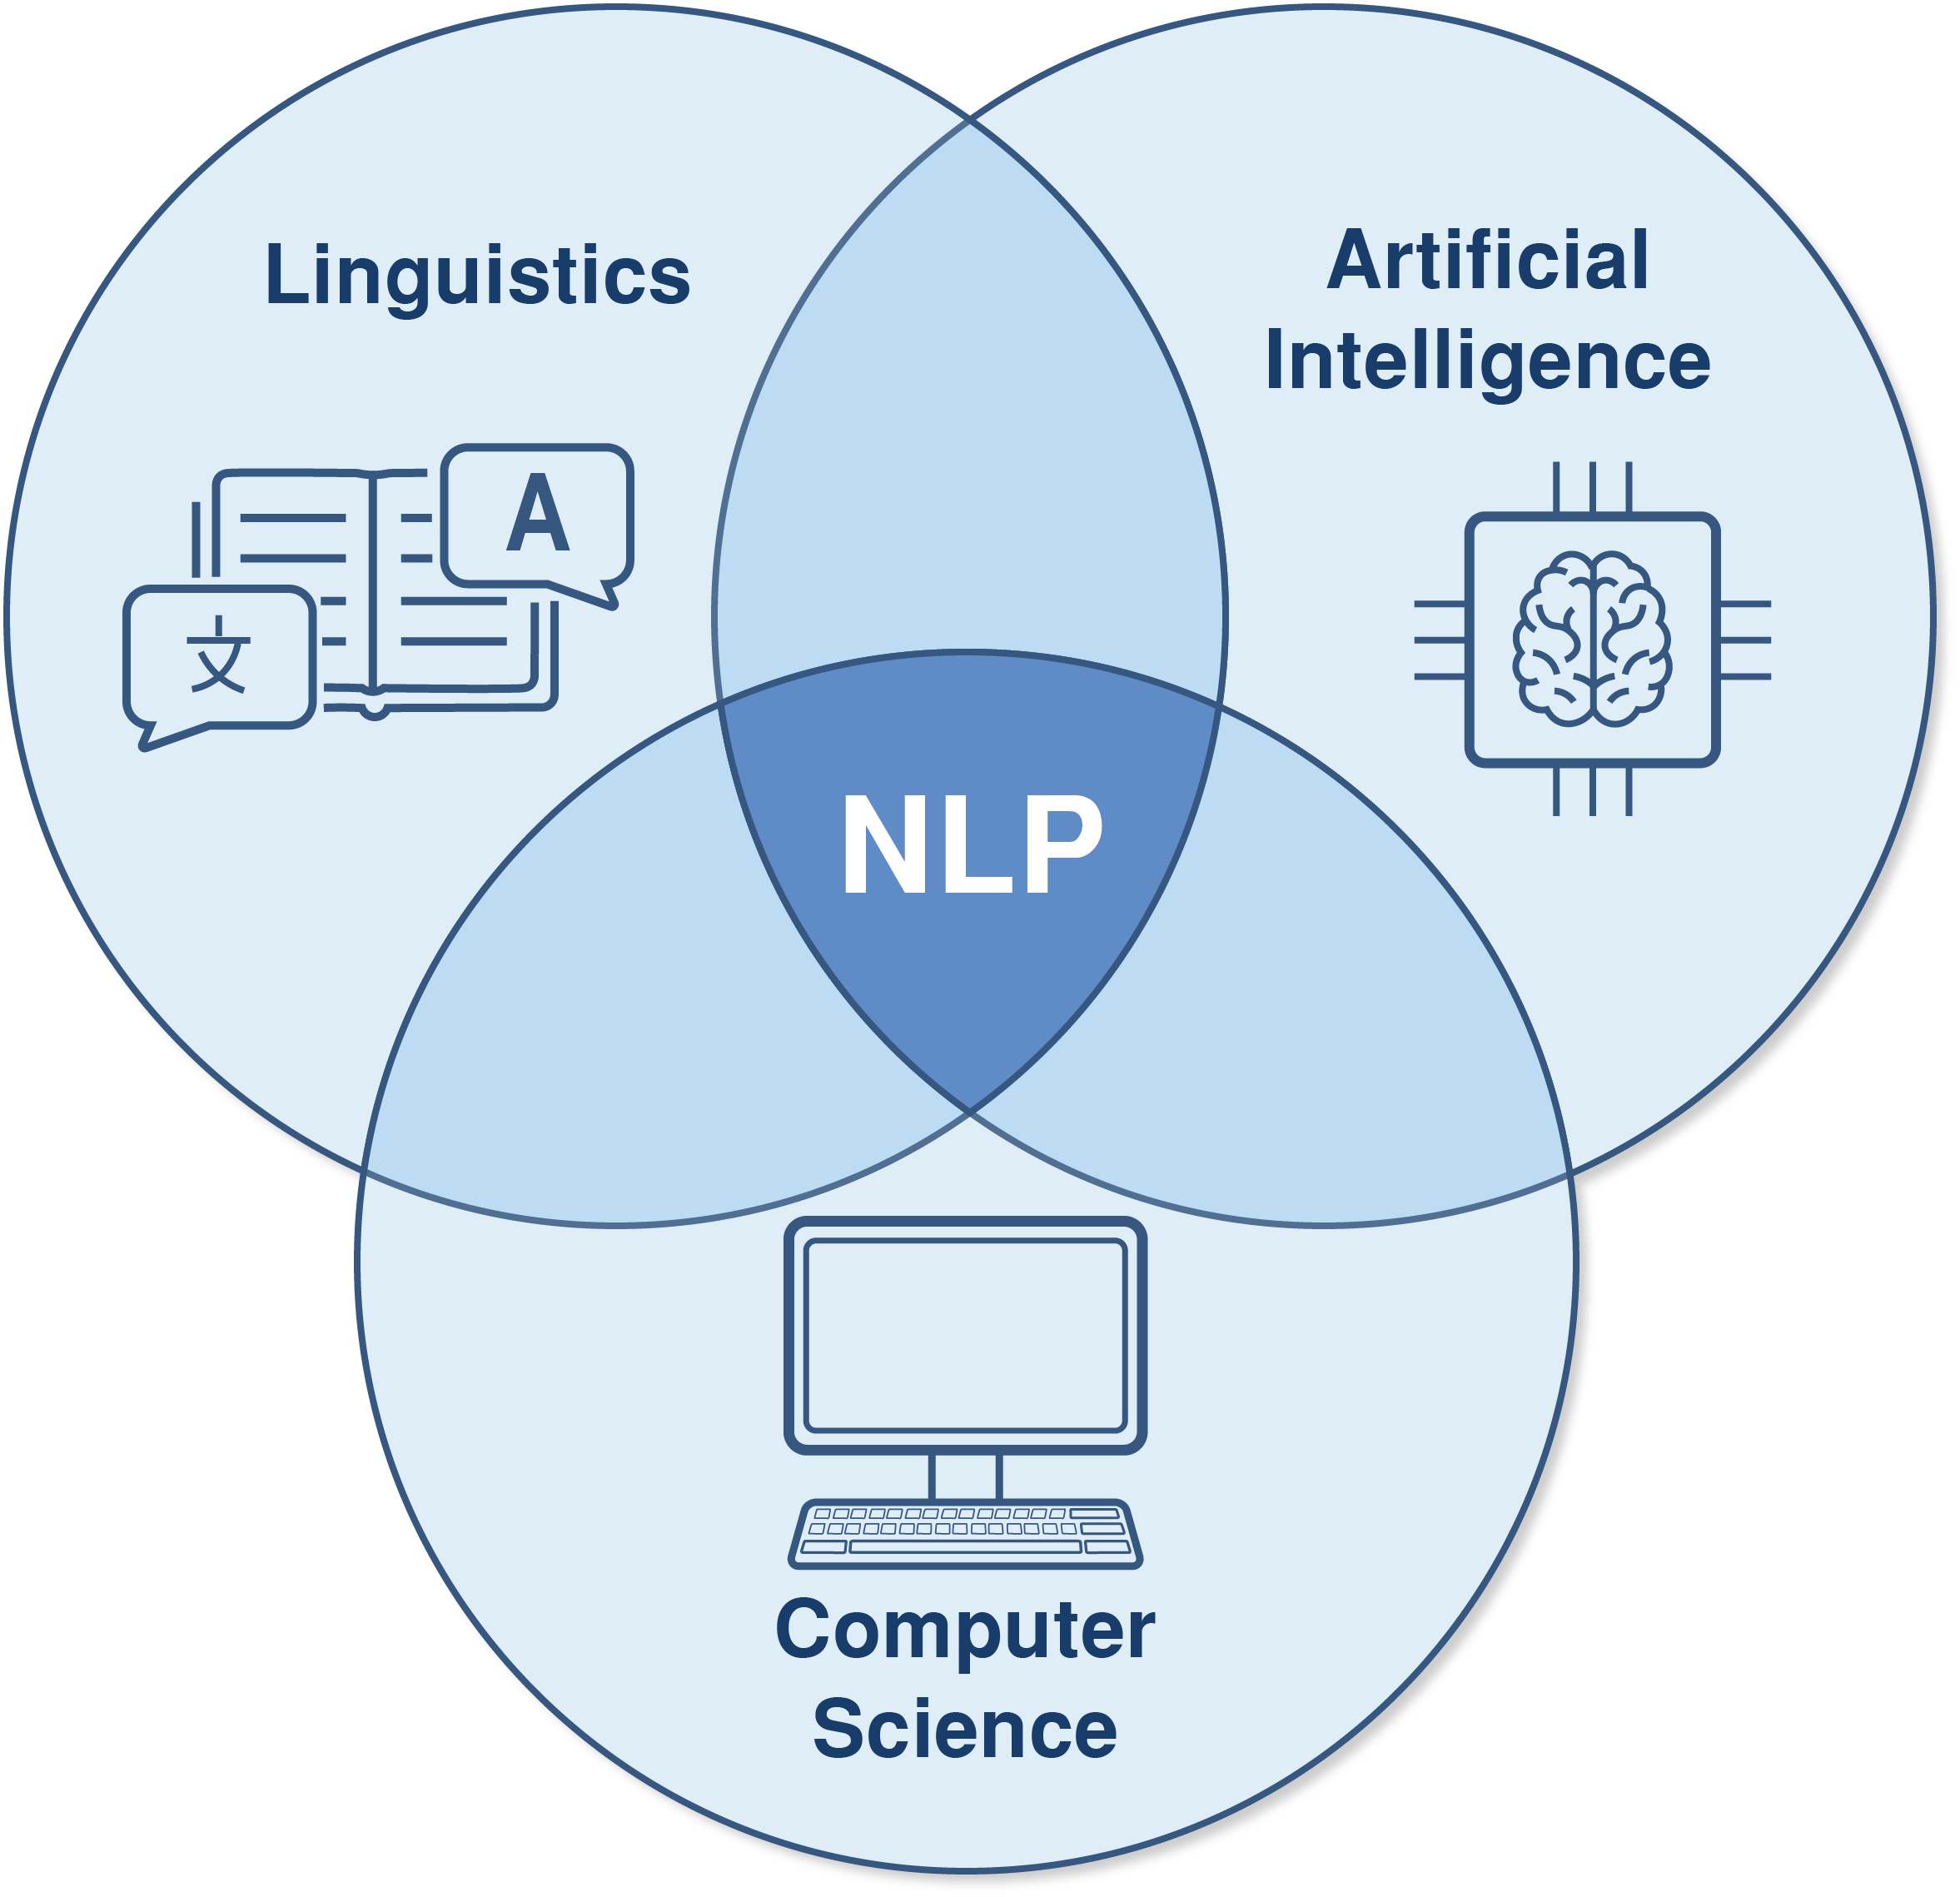 Linguistics
Artificial
Intelligence
A
文
NLP
Computer
Science